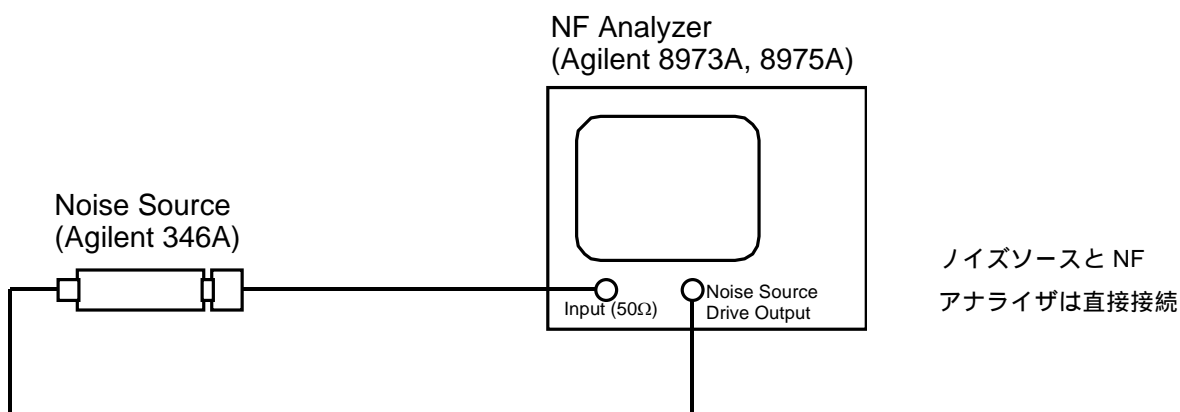 NF Analyzer
(Agilent 8973A, 8975A)
Noise Source
(Agilent 346A)
Input (50Ω)
Noise Source
Drive Output
ノイズソースと NF
アナライザは直接接続